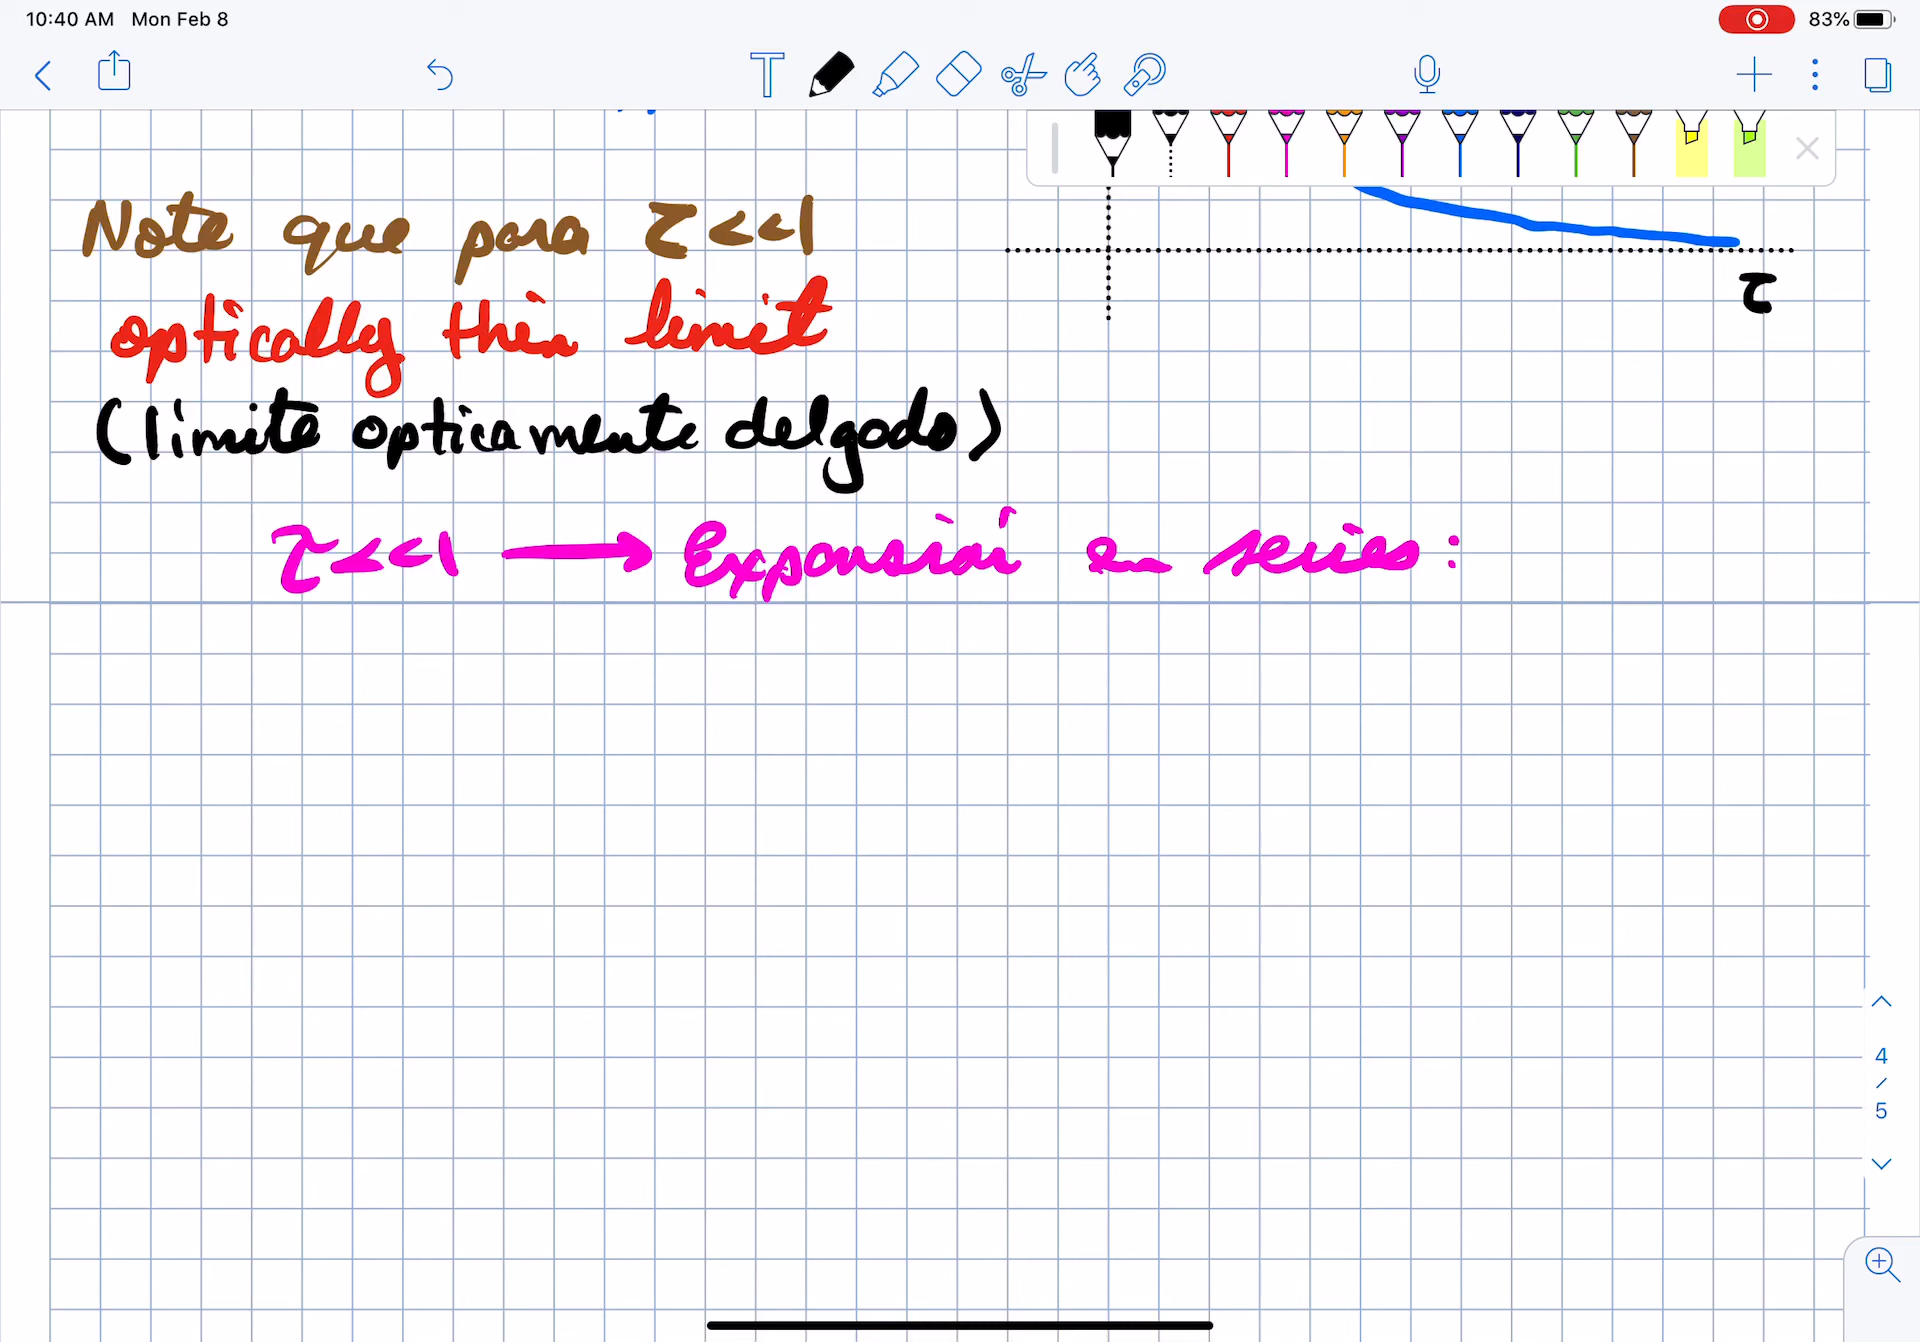 10:40 AM Mon Feb 8
83%
Note que para τ<<1
τ
optically thin limit
(límite opticamente delgado)
τ<<1 → Expansión en series:
4
/
5